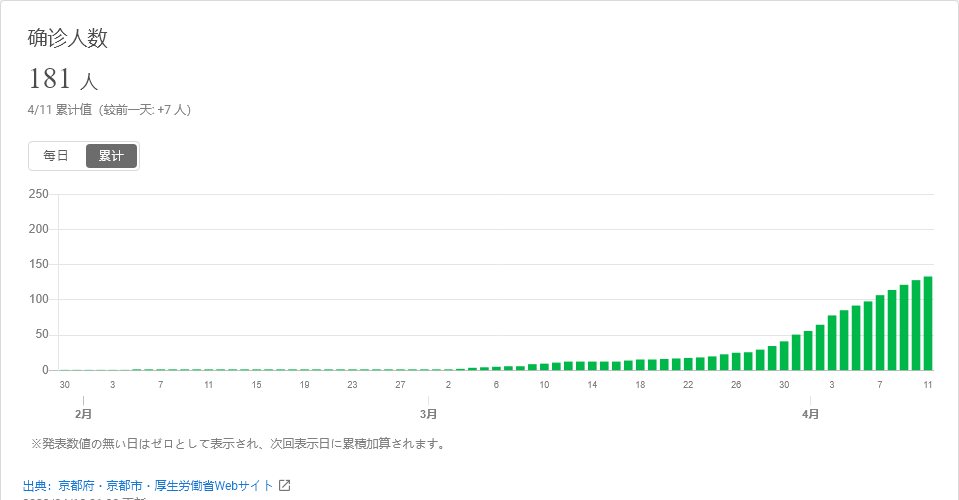 确诊人数
181 人
4/11 累计值（较前一天: +7 人）
每日 累计
250
200
150
100
50
0
30 3 7 11 15 19 23 27 2 6 10 14 18 22 26 30 3 7 11
2月 3月 4月
※発表数値の無い日はゼロとして表示され、次回表示日に累積加算されます。
出典：京都府・京都市・厚生労働省Webサイト